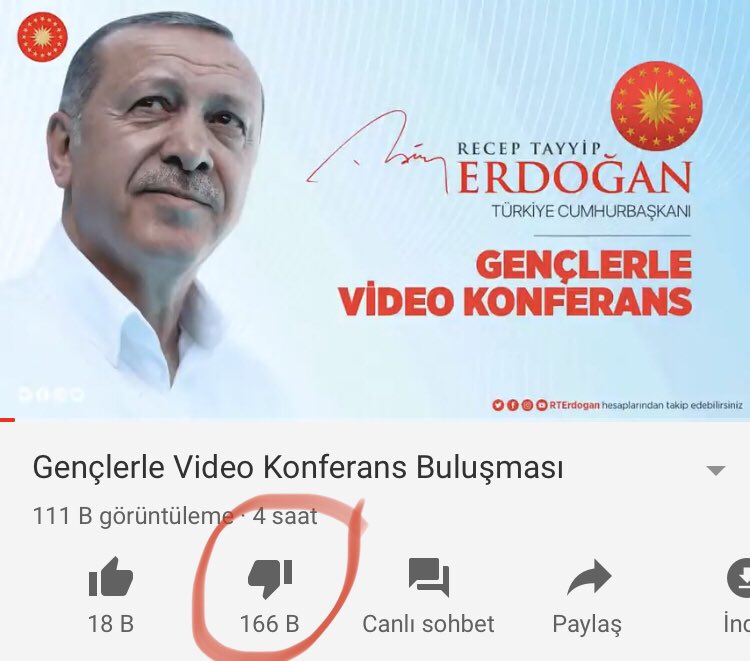 RECEP TAYYİP
ERDOĞAN
TÜRKİYE CUMHURBAŞKANI
GENÇLERLE
VİDEO KONFERANS
RTErdogan hesaplarından takip edebilirsiniz
Gençlerle Video Konferans Buluşması
111 B görüntüleme · 4 saat
18 B
166 B
Canlı sohbet
Paylaş
İnd